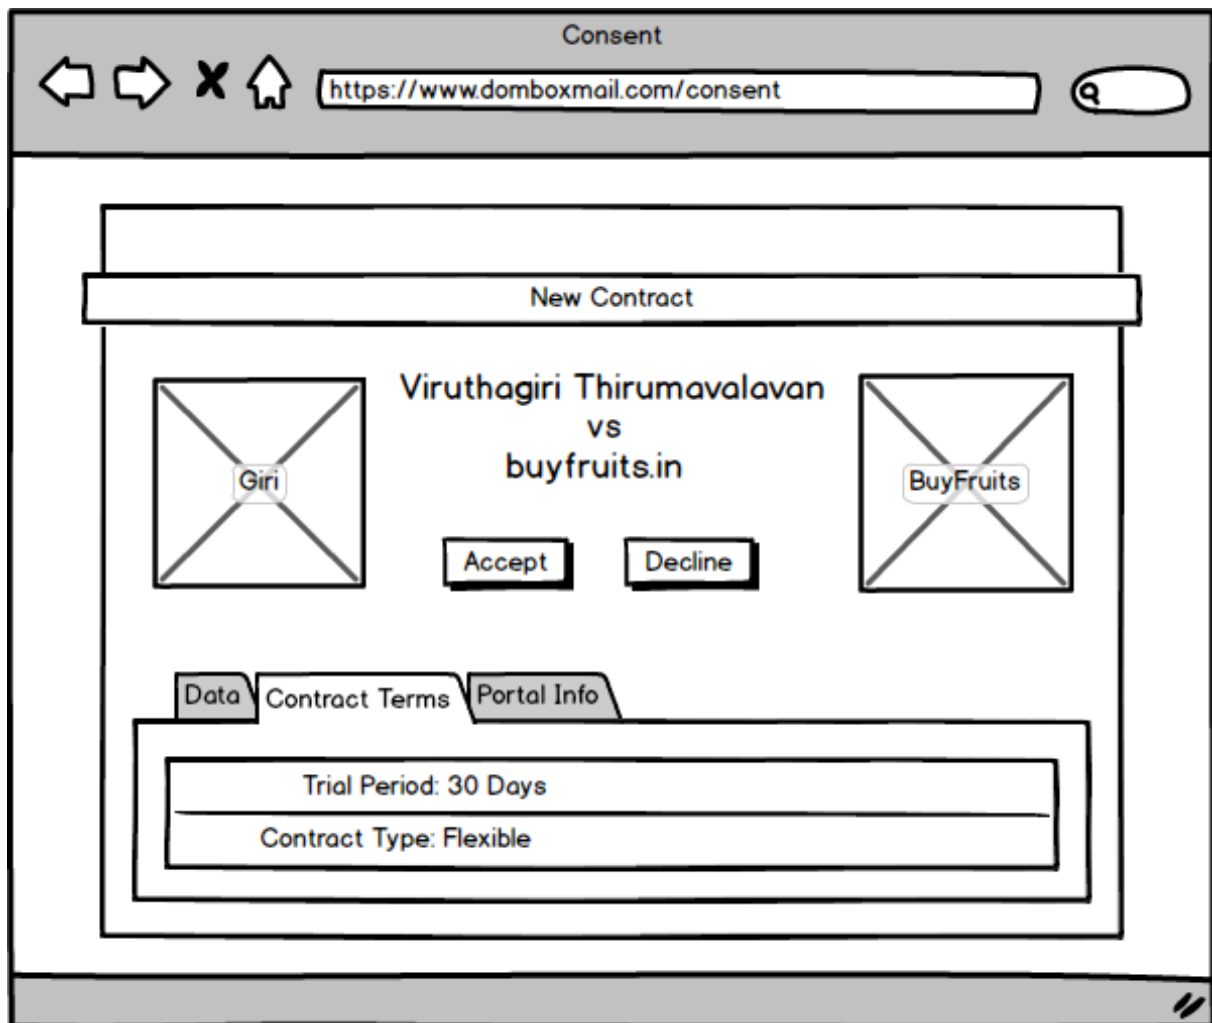 Consent
https://www.domboxmail.com/consent
New Contract
Viruthagiri Thirumavalavan
vs
buyfruits.in
Giri
BuyFruits
Accept Decline
Data Contract Terms Portal Info
Trial Period: 30 Days
Contract Type: Flexible